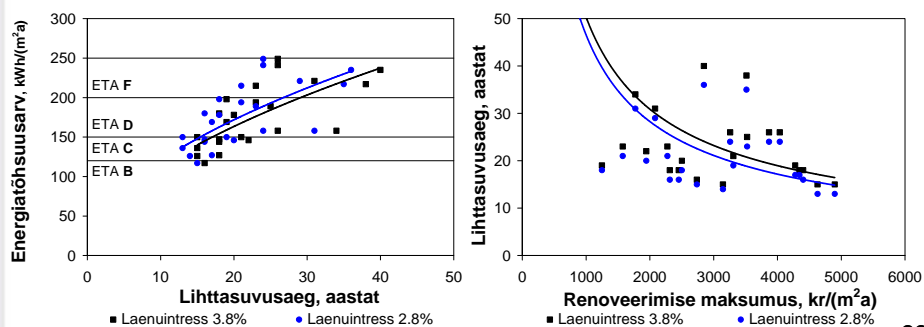 Energiatõhsuusarv, kWh/(m²a)
300
250
200
150
100
50
0
ETA F
ETA D
ETA C
ETA B
0 10 20 30 40 50
Lihttasuvusaeg, aastat
Laenuintress 3.8% Laenuintress 2.8%
Lihttasuvusaeg, aastat
50
40
30
20
10
0
0 1000 2000 3000 4000 5000 6000
Renoveerimise maksumus, kr/(m²a)
Laenuintress 3.8% Laenuintress 2.8%